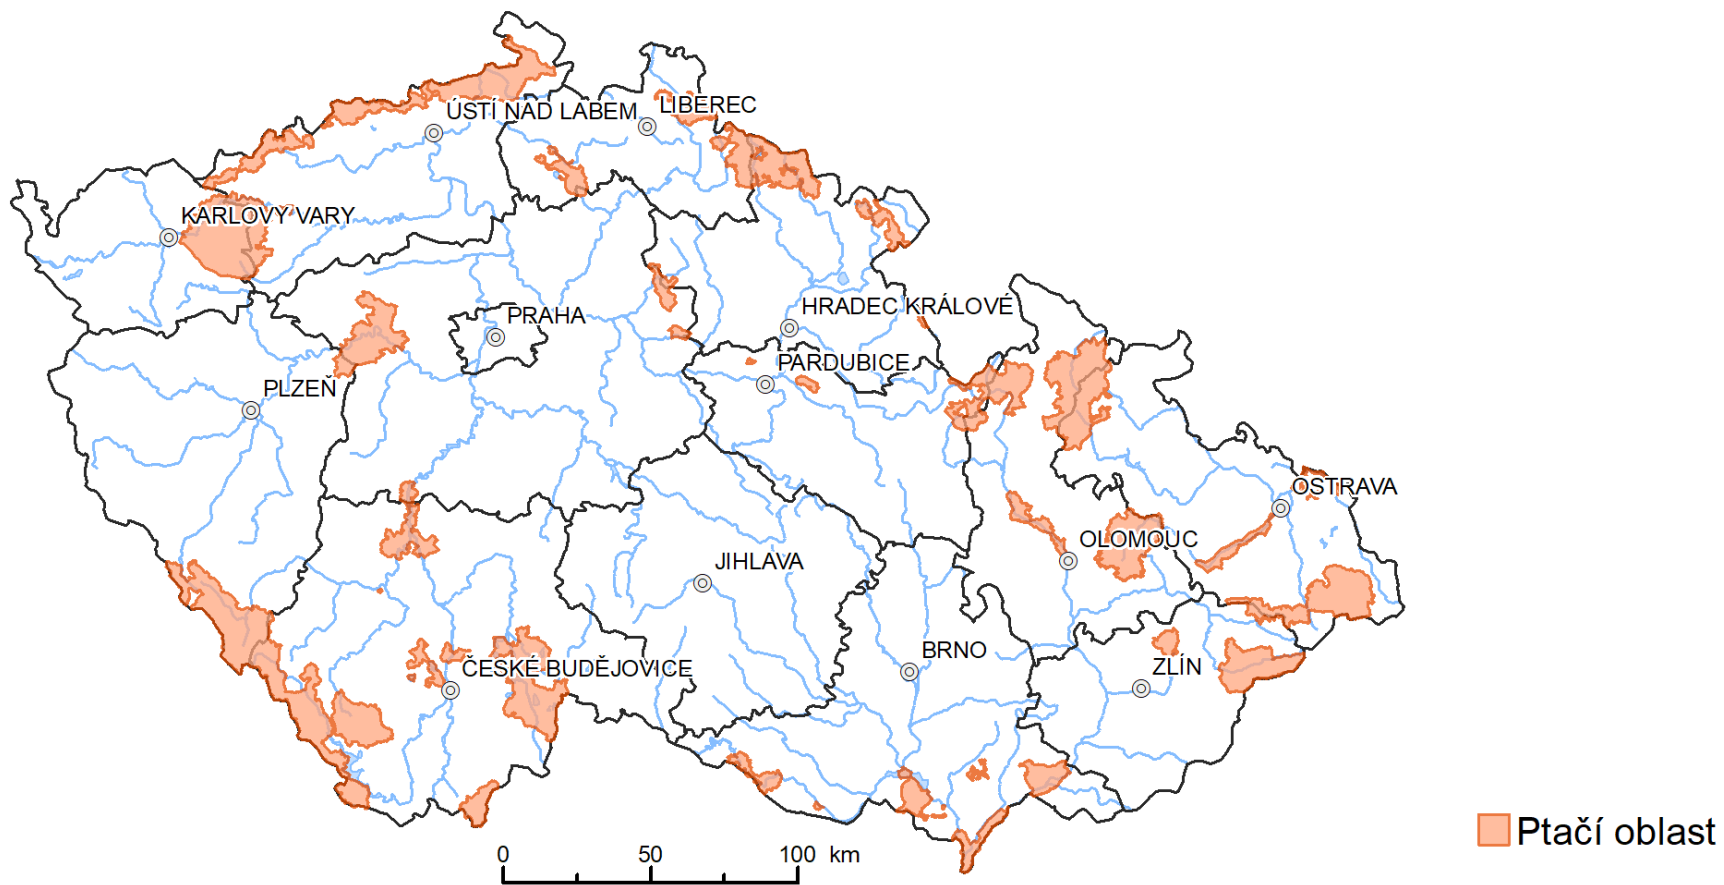 ÚSTÍ NAD LABEM
LIBEREC
KARLOVY VARY
PRAHA
HRADEC KRÁLOVÉ
PARDUBICE
PLZEŇ
OSTRAVA
OLOMOUC
JIHLAVA
BRNO
ČESKÉ BUDĚJOVICE
ZLÍN
Ptačí oblast
0 50 100 km